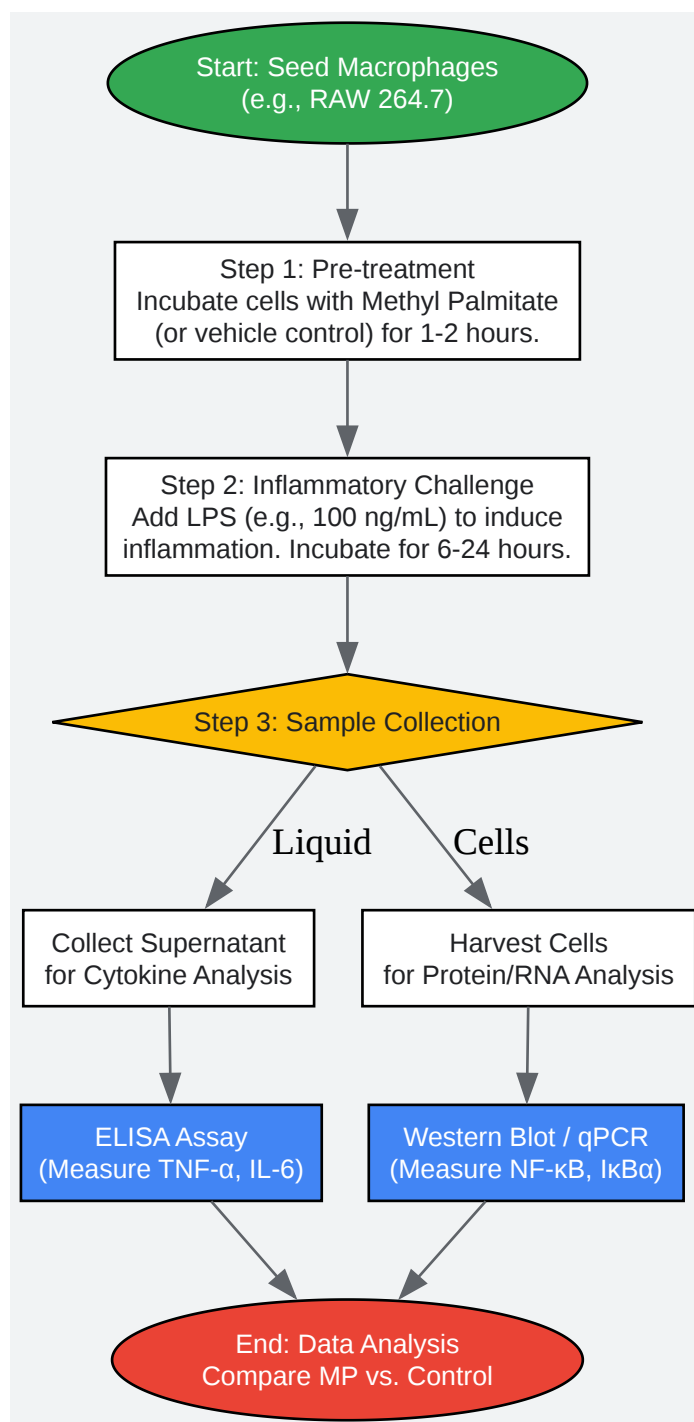 Start: Seed Macrophages
(e.g., RAW 264.7)
Step 1: Pre-treatment
Incubate cells with Methyl Palmitate
(or vehicle control) for 1-2 hours.
Step 2: Inflammatory Challenge
Add LPS (e.g., 100 ng/mL) to induce
inflammation. Incubate for 6-24 hours.
Step 3: Sample Collection
Liquid
Cells
Collect Supernatant
for Cytokine Analysis
Harvest Cells
for Protein/RNA Analysis
ELISA Assay
(Measure TNF-α, IL-6)
Western Blot / qPCR
(Measure NF-κB, IκBα)
End: Data Analysis
Compare MP vs. Control